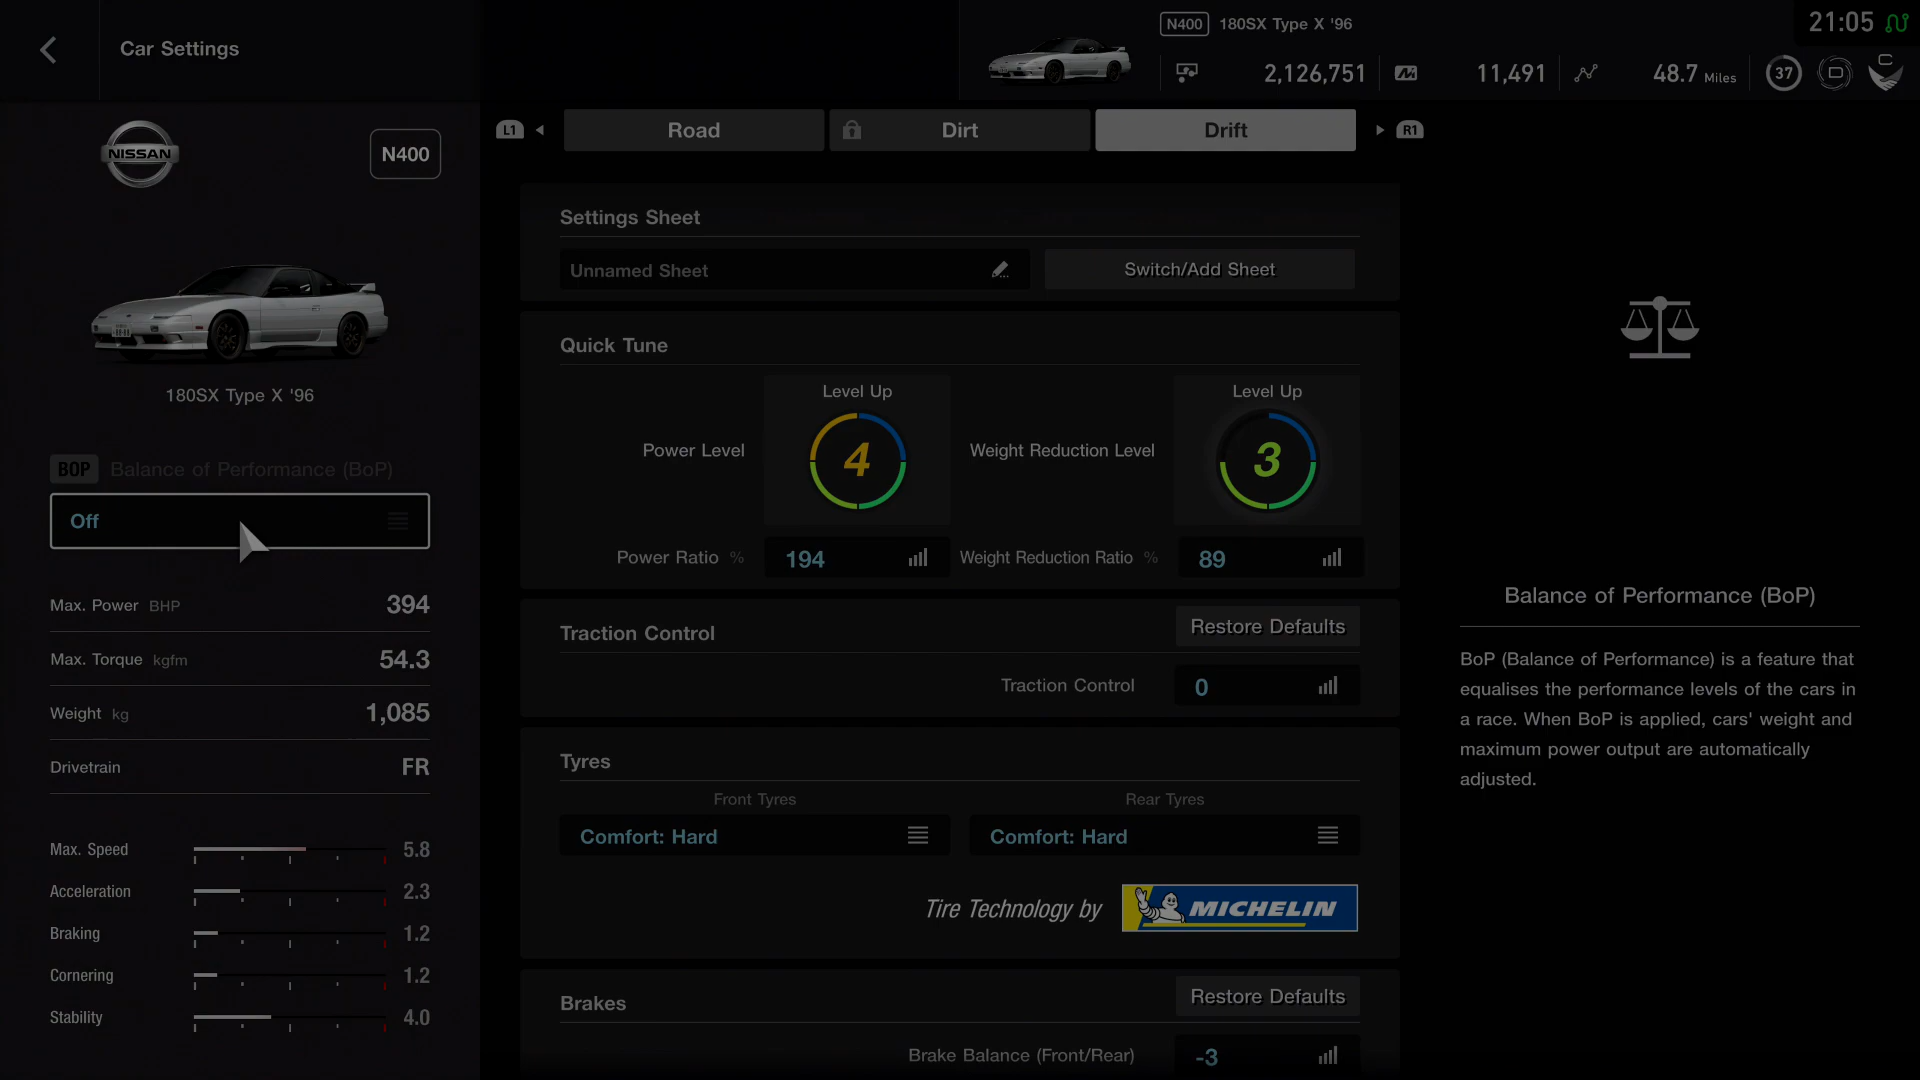 Car Settings
N400 180SX Type X '96
21:05
2,126,751
11,491
48.7 Miles
37
C
NISSAN
N400
180SX Type X '96
BOP Balance of Performance (BoP)
Off
Max. Power BHP 394
Max. Torque kgfm 54.3
Weight kg 1,085
Drivetrain FR
Max. Speed 5.8
Acceleration 2.3
Braking 1.2
Cornering 1.2
Stability 4.0
L1 Road Dirt Drift R1
Settings Sheet
Unnamed Sheet Switch/Add Sheet
Quick Tune
Level Up Level Up
Power Level 4 Weight Reduction Level 3
Power Ratio % 194 Weight Reduction Ratio % 89
Traction Control Restore Defaults
Traction Control 0
Tyres
Front Tyres Rear Tyres
Comfort: Hard Comfort: Hard
Tire Technology by MICHELIN
Brakes Restore Defaults
Brake Balance (Front/Rear) -3
Balance of Performance (BoP)
BoP (Balance of Performance) is a feature that
equalises the performance levels of the cars in
a race. When BoP is applied, cars' weight and
maximum power output are automatically
adjusted.